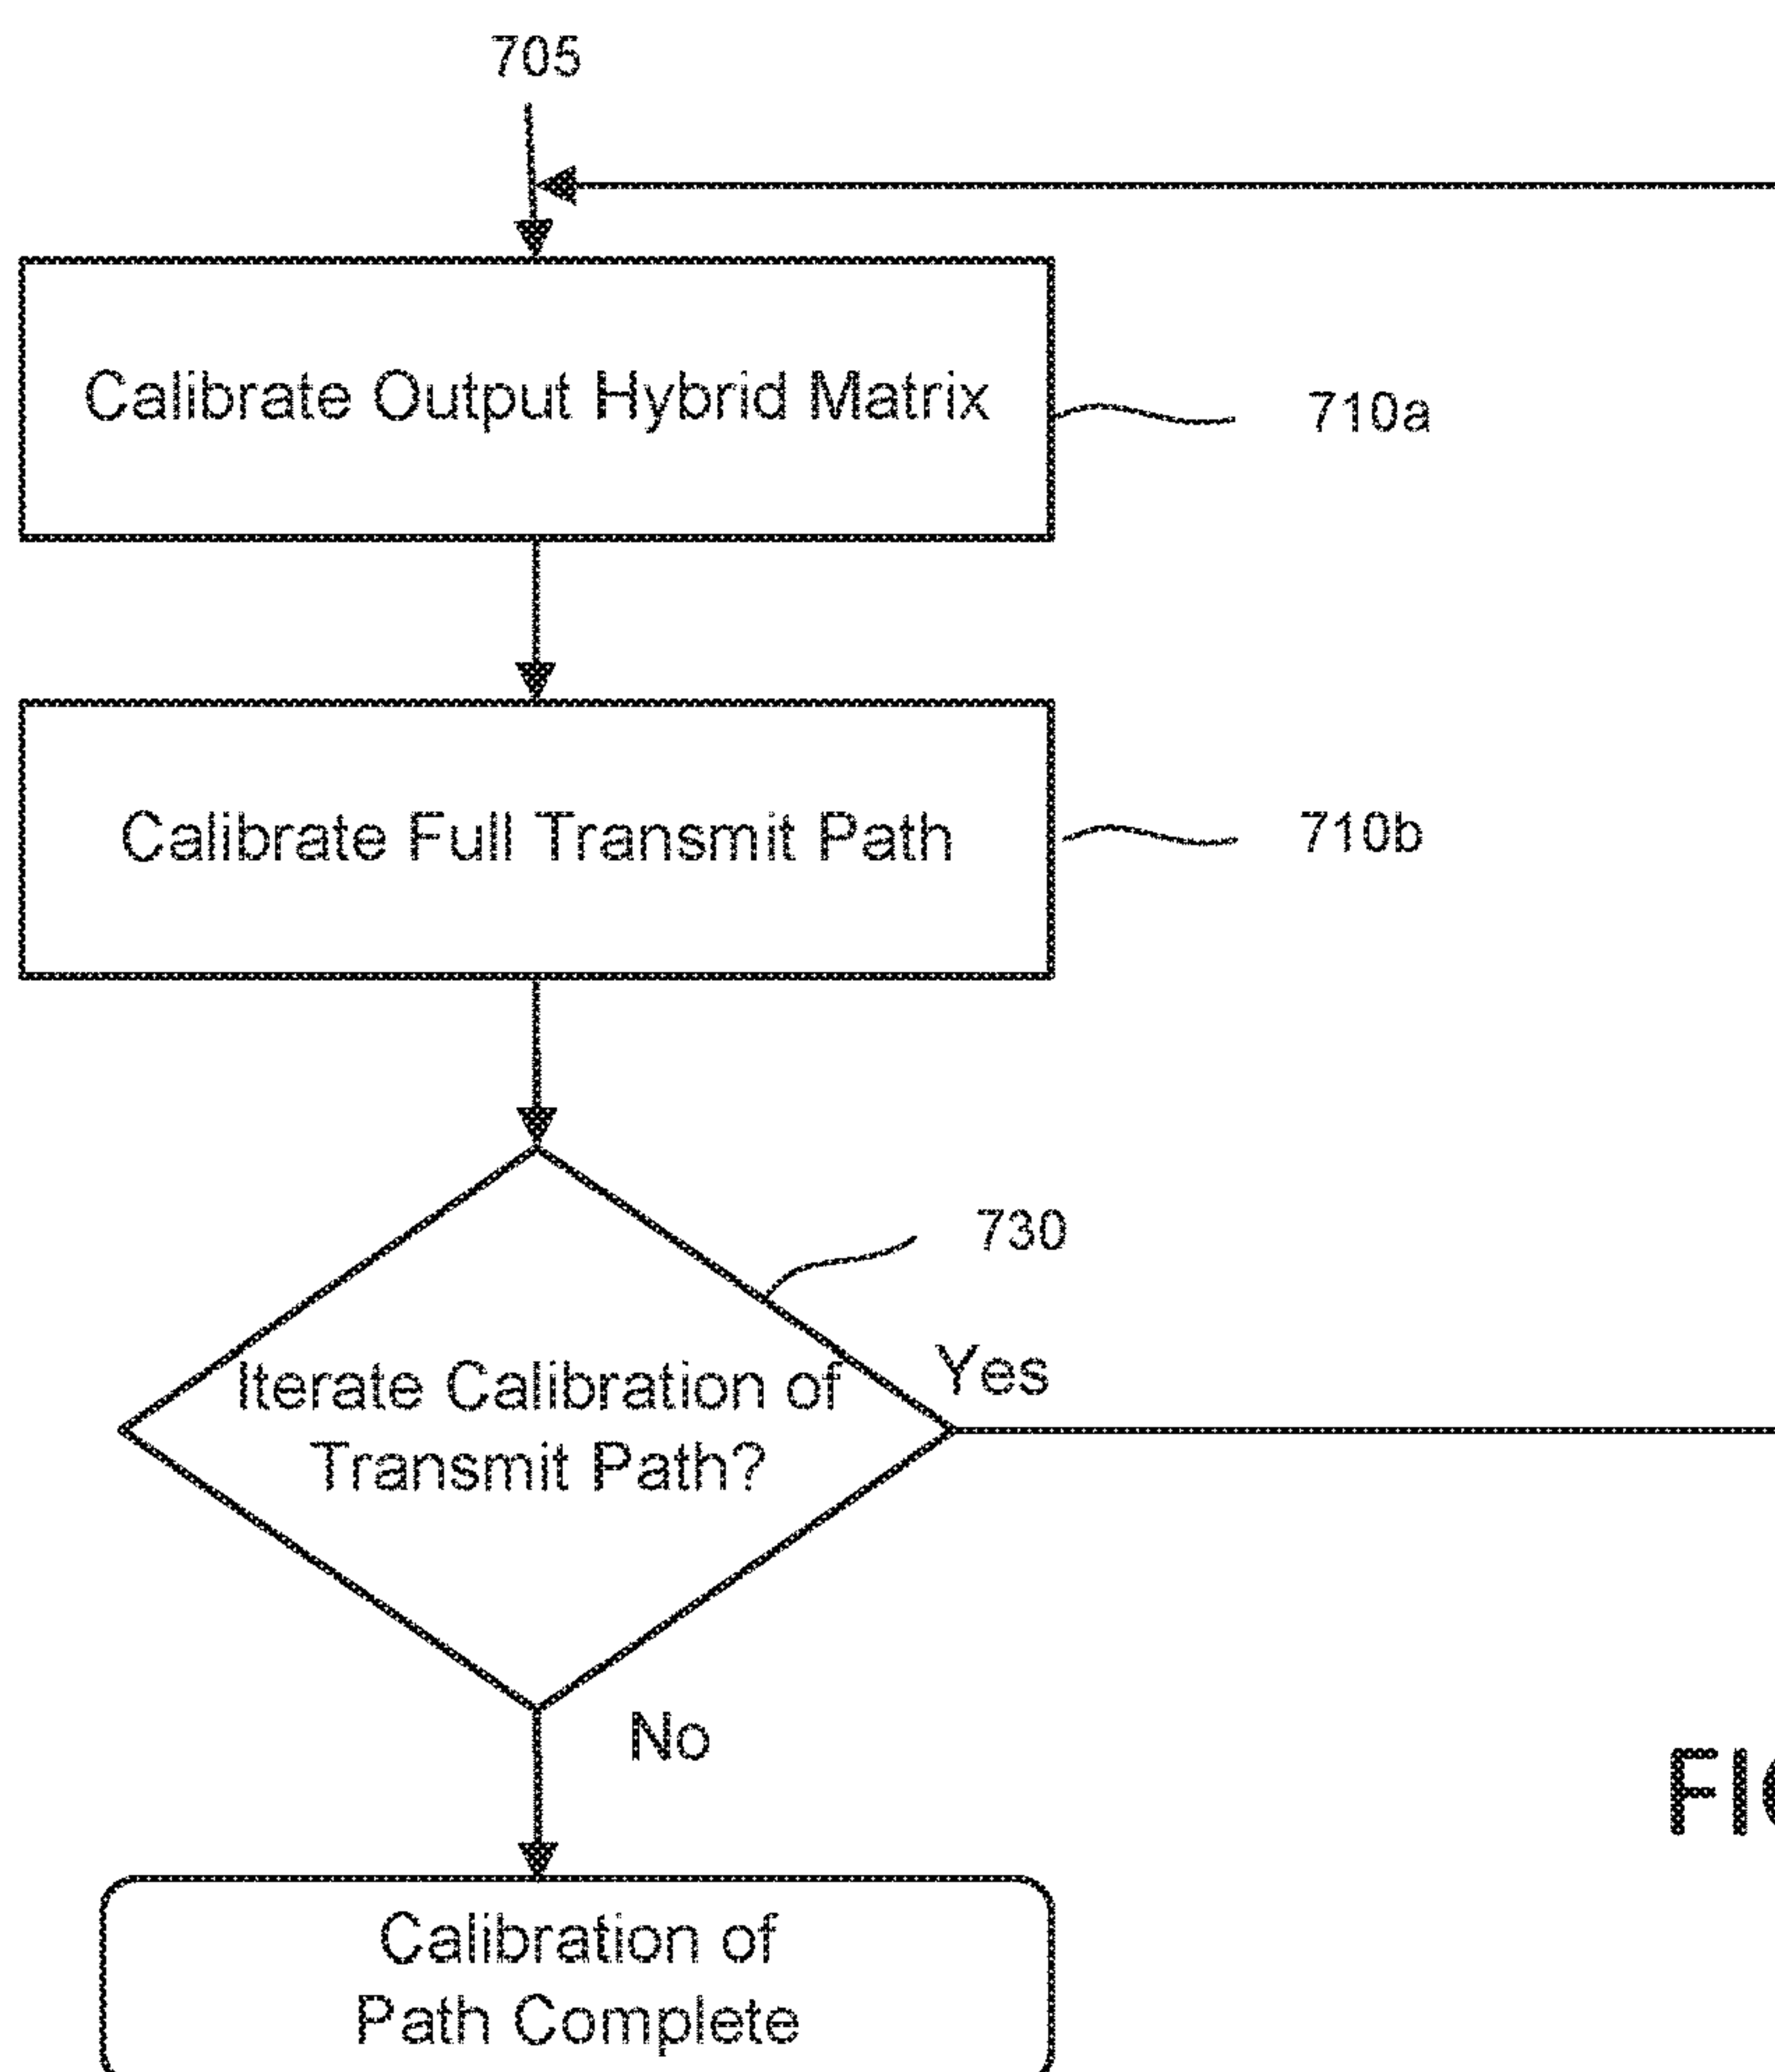 705
Calibrate Output Hybrid Matrix
710a
Calibrate Full Transmit Path
710b
730
Iterate Calibration of
Transmit Path?
Yes
No
Calibration of
Path Complete